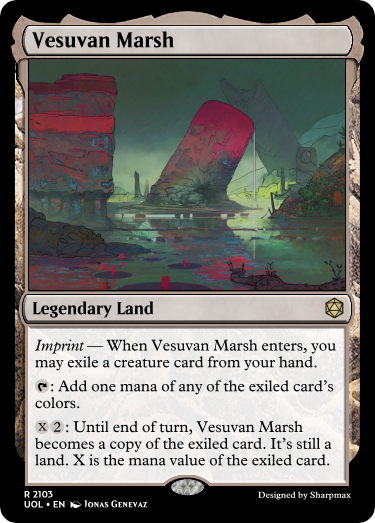 Vesuvan Marsh
Legendary Land
Imprint — When Vesuvan Marsh enters, you
may exile a creature card from your hand.
: Add one mana of any of the exiled card's
colors.
X 2 : Until end of turn, Vesuvan Marsh
becomes a copy of the exiled card. It's still a
land. X is the mana value of the exiled card.
R 2103
UOL • EN Jonas Genevaz
Designed by Sharpmax